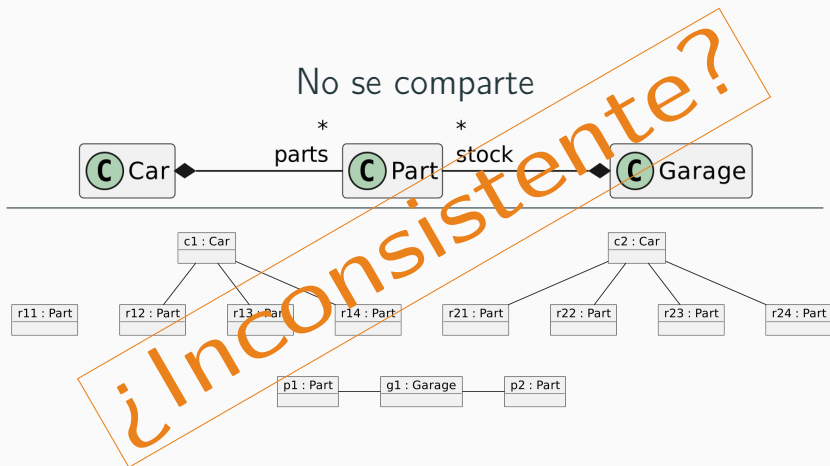 No se comparte
* *
parts stock
C Car C Part C Garage
¿Inconsistente?
c1 : Car c2 : Car
r11 : Part r12 : Part r13 : Part r14 : Part r21 : Part r22 : Part r23 : Part r24 : Part
p1 : Part g1 : Garage p2 : Part